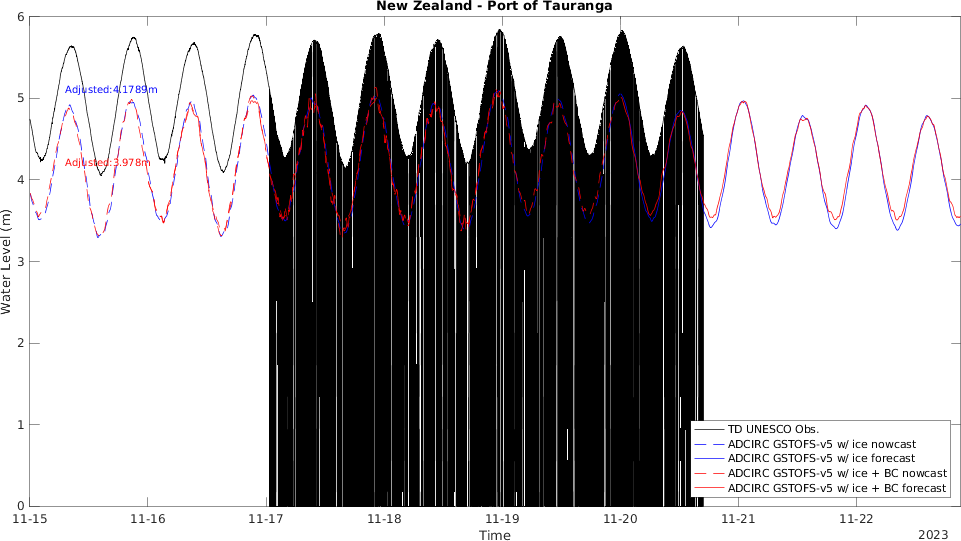 New Zealand - Port of Tauranga
6
5
4
3
2
1
0
Water Level (m)
Adjusted:4.1789m
Adjusted:3.978m
TD UNESCO Obs.
ADCIRC GSTOFS-v5 w/ ice nowcast
ADCIRC GSTOFS-v5 w/ ice forecast
ADCIRC GSTOFS-v5 w/ ice + BC nowcast
ADCIRC GSTOFS-v5 w/ ice + BC forecast
11-15 11-16 11-17 11-18 11-19 11-20 11-21 11-22
Time
2023